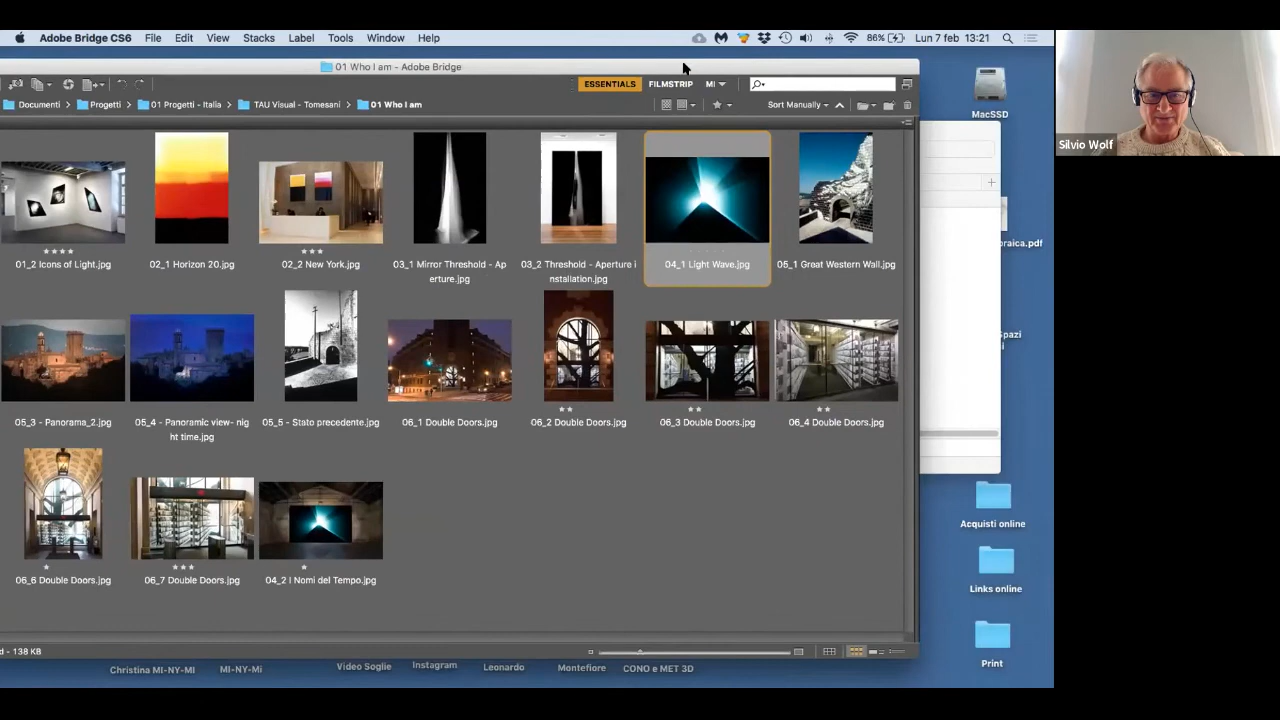 Adobe Bridge CS6 File Edit View Stacks Label Tools Window Help 86% Lun 7 feb 13:21
01 Who I am - Adobe Bridge
ESSENTIALS FILMSTRIP MI
Documenti Progetti 01 Progetti - Italia TAU Visual - Tomesani 01 Who I am Sort Manually
MacSSD
Silvio Wolf
01_2 Icons of Light.jpg
02_1 Horizon 20.jpg
02_2 New York.jpg
03_1 Mirror Threshold - Ap
erture.jpg
03_2 Threshold - Aperture i
nstallation.jpg
04_1 Light Wave.jpg
05_1 Great Western Wall.jpg
braica.pdf
Spazi
i
05_3 - Panorama_2.jpg
05_4 - Panoramic view- nig
ht time.jpg
05_5 - Stato precedente.jpg
06_1 Double Doors.jpg
06_2 Double Doors.jpg
06_3 Double Doors.jpg
06_4 Double Doors.jpg
06_6 Double Doors.jpg
06_7 Double Doors.jpg
04_2 I Nomi del Tempo.jpg
Acquisti online
Links online
Print
d - 138 KB
Christina MI-NY-MI
MI-NY-Mi
Video Soglie
Instagram
Leonardo
Montefiore
CONO e MET 3D